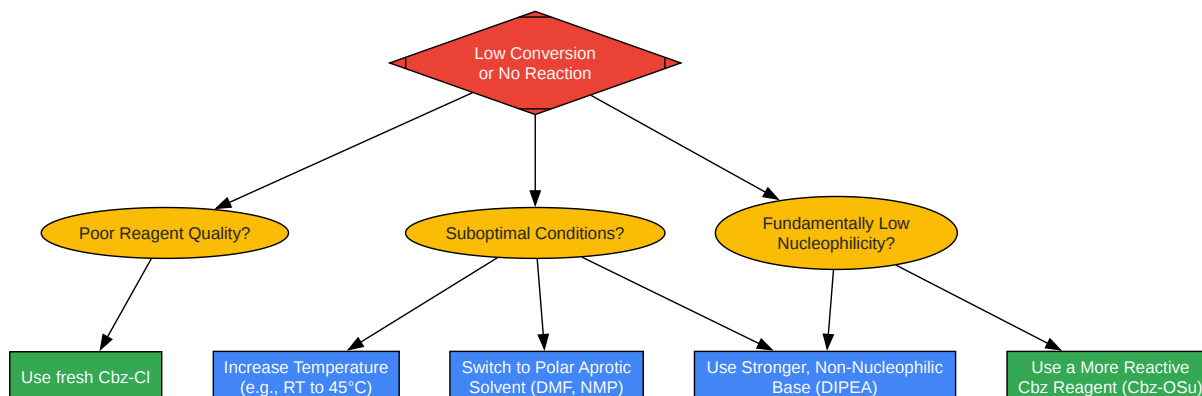 Low Conversion
or No Reaction
Poor Reagent Quality?
Suboptimal Conditions?
Fundamentally Low
Nucleophilicity?
Use fresh Cbz-Cl
Increase Temperature
(e.g., RT to 45°C)
Switch to Polar Aprotic
Solvent (DMF, NMP)
Use Stronger, Non-Nucleophilic
Base (DIPEA)
Use a More Reactive
Cbz Reagent (Cbz-OSu)